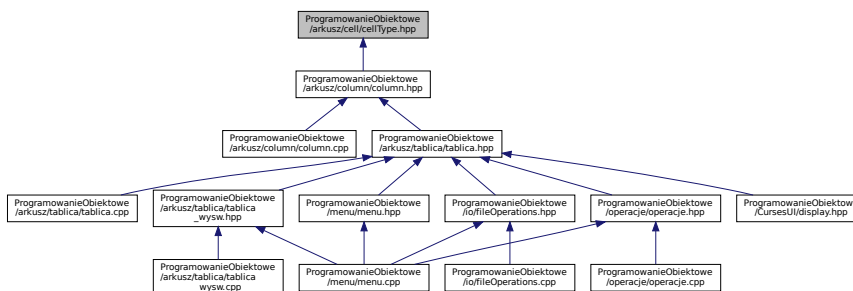 ProgramowanieObiektowe
/arkusz/cell/cellType.hpp
ProgramowanieObiektowe
/arkusz/column/column.hpp
ProgramowanieObiektowe
/arkusz/column/column.cpp
ProgramowanieObiektowe
/arkusz/tablica/tablica.hpp
ProgramowanieObiektowe
/arkusz/tablica/tablica.cpp
ProgramowanieObiektowe
/arkusz/tablica/tablica
_wysw.hpp
ProgramowanieObiektowe
/menu/menu.hpp
ProgramowanieObiektowe
/io/fileOperations.hpp
ProgramowanieObiektowe
/operacje/operacje.hpp
ProgramowanieObiektowe
/CursesUI/display.hpp
ProgramowanieObiektowe
/arkusz/tablica/tablica
_wysw.cpp
ProgramowanieObiektowe
/menu/menu.cpp
ProgramowanieObiektowe
/io/fileOperations.cpp
ProgramowanieObiektowe
/operacje/operacje.cpp